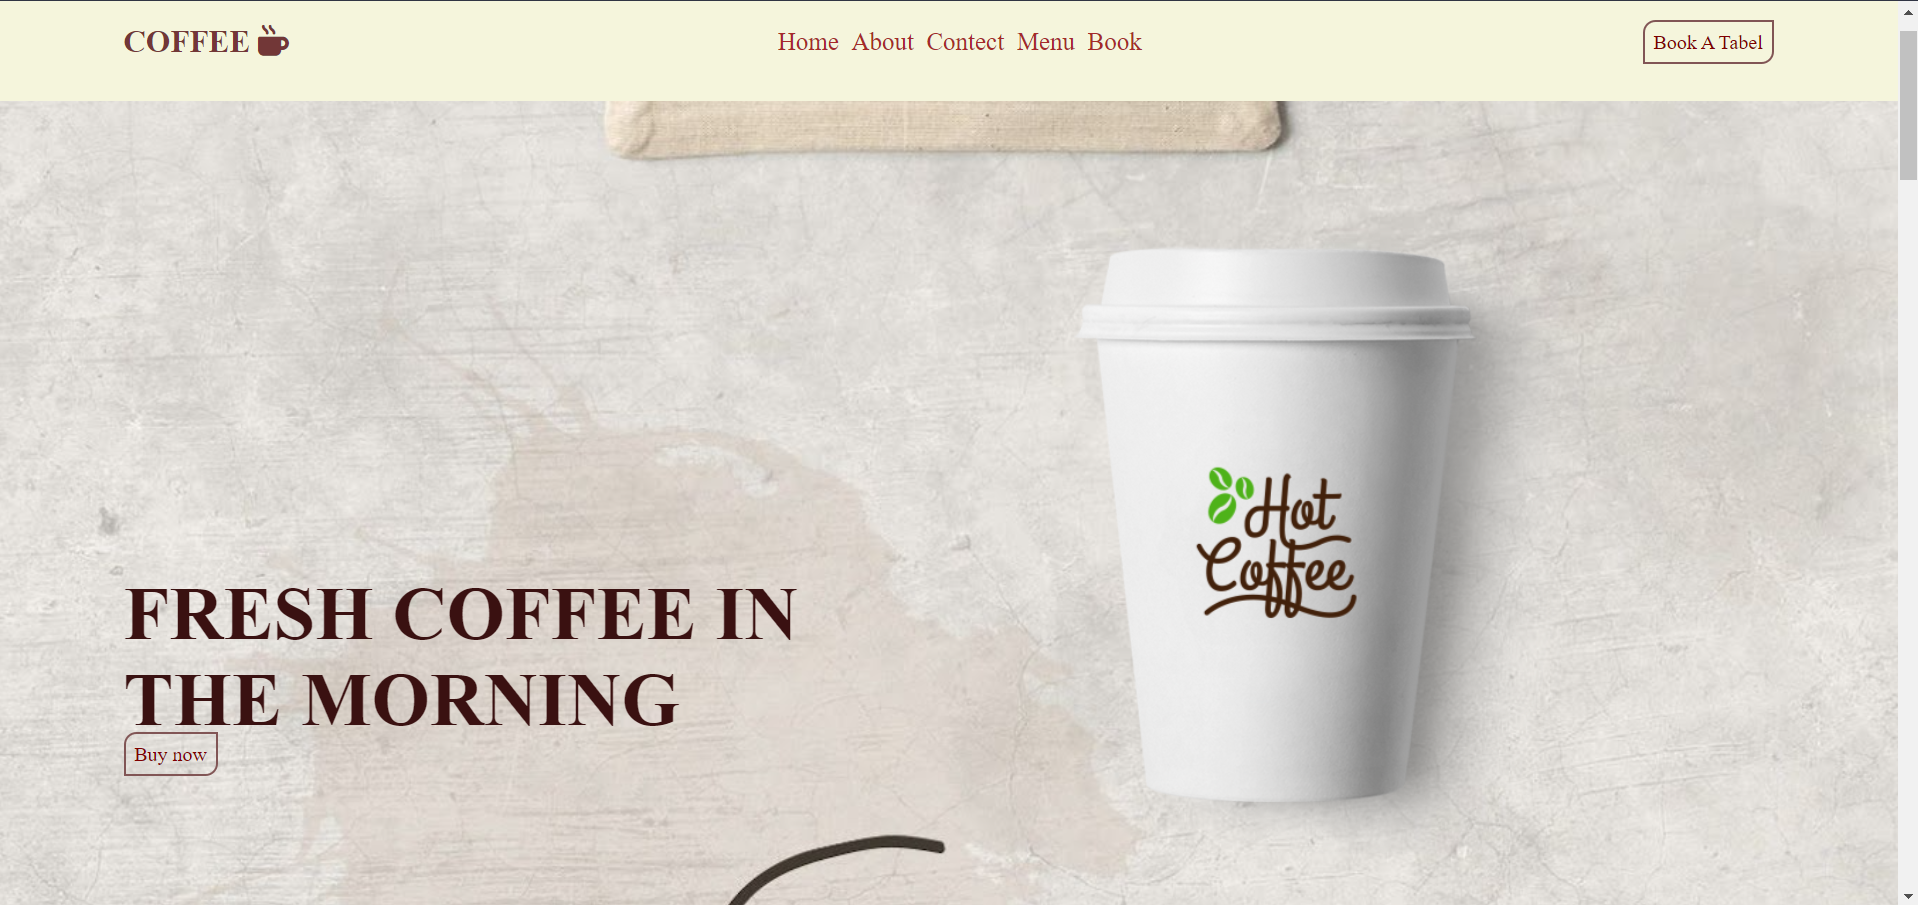 COFFEE
Home About Contect Menu Book
Book A Tabel
Hot
Coffee
FRESH COFFEE IN
THE MORNING
Buy now